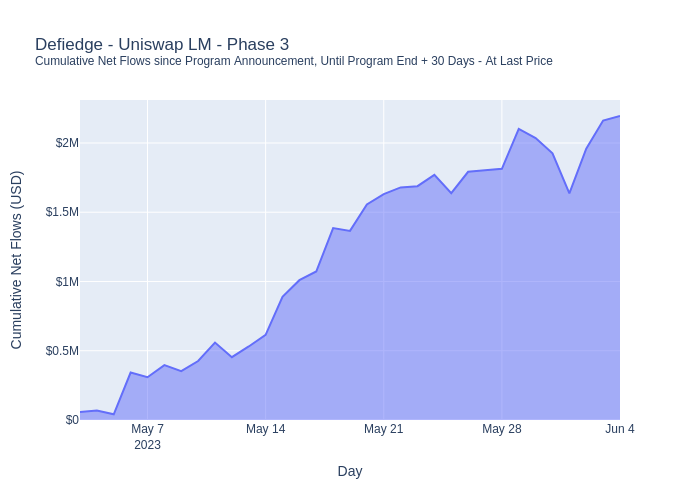 Defiedge - Uniswap LM - Phase 3
Cumulative Net Flows since Program Announcement, Until Program End + 30 Days - At Last Price
Cumulative Net Flows (USD)
$2M
$1.5M
$1M
$0.5M
$0
May 7
2023
May 14
May 21
May 28
Jun 4
Day